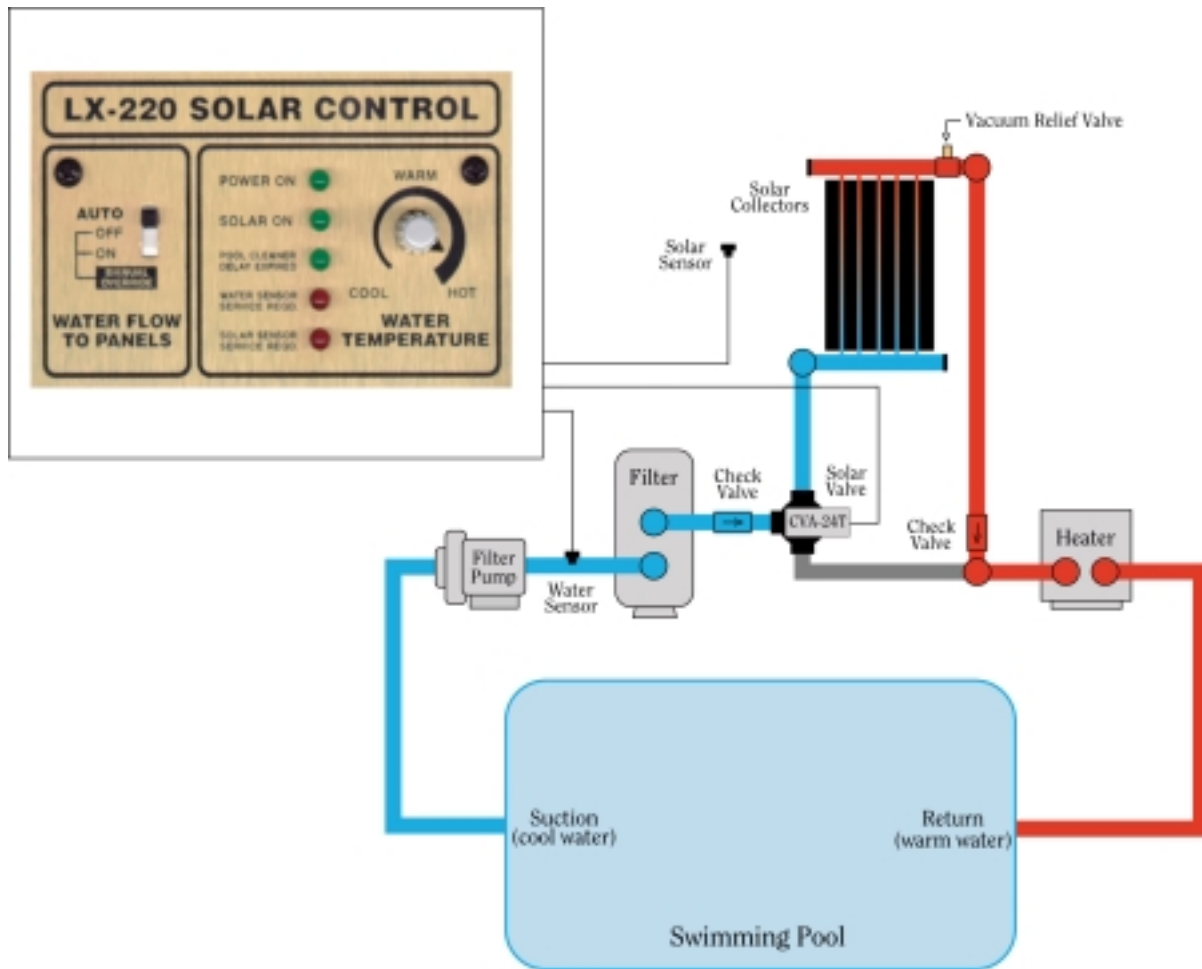 LX-220 SOLAR CONTROL
AUTO
OFF
ON
MANUAL
OVERRIDE
WATER FLOW
TO PANELS
POWER ON
SOLAR ON
POOL CLEANER
DELAY EXPIRED
WATER SENSOR
SERVICE REQD.
SOLAR SENSOR
SERVICE REQD.
WARM
COOL
HOT
WATER
TEMPERATURE
Vacuum Relief Valve
Solar
Collectors
Solar
Sensor
Filter
Check
Valve
Solar
Valve
CVA-24T
Check
Valve
Heater
Filter
Pump
Water
Sensor
Suction
(cool water)
Return
(warm water)
Swimming Pool